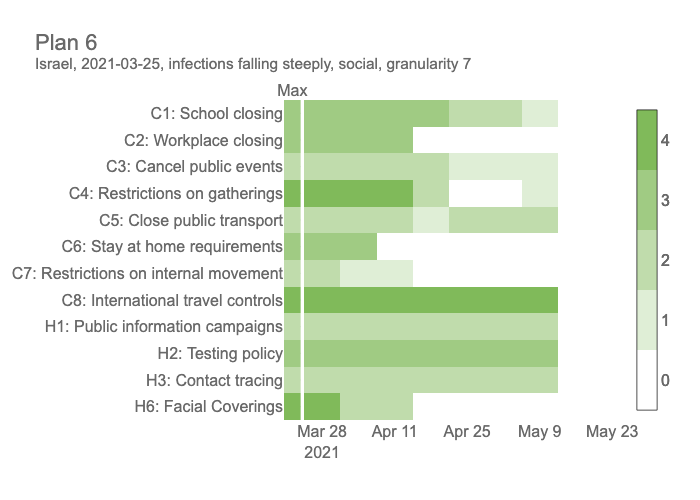 Plan 6
Israel, 2021-03-25, infections falling steeply, social, granularity 7
Max
C1: School closing
C2: Workplace closing
C3: Cancel public events
C4: Restrictions on gatherings
C5: Close public transport
C6: Stay at home requirements
C7: Restrictions on internal movement
C8: International travel controls
H1: Public information campaigns
H2: Testing policy
H3: Contact tracing
H6: Facial Coverings
4
3
2
1
0
Mar 28 Apr 11 Apr 25 May 9 May 23
2021